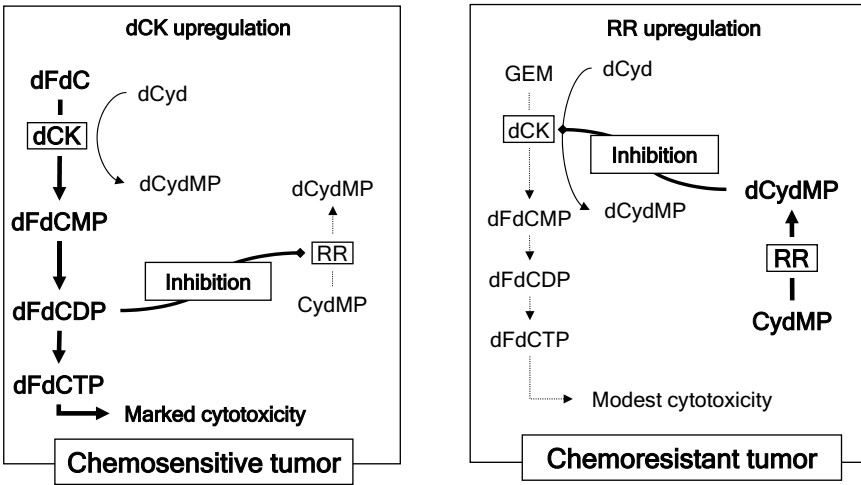 dCK upregulation
dFdC
dCyd
dCK
dCydMP
dCydMP
dFdCMP
RR
Inhibition
CydMP
dFdCDP
dFdCTP
Marked cytotoxicity
Chemosensitive tumor
RR upregulation
GEM
dCyd
dCK
Inhibition
dCydMP
dFdCMP
dCydMP
RR
dFdCDP
CydMP
dFdCTP
Modest cytotoxicity
Chemoresistant tumor